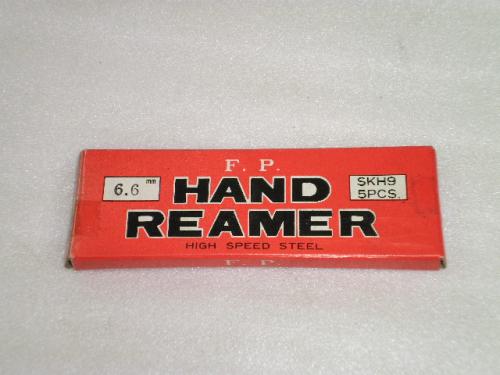 F. P.
6.6 mm
HAND
SKH9
5PCS.
REAMER
HIGH SPEED STEEL
F. P.